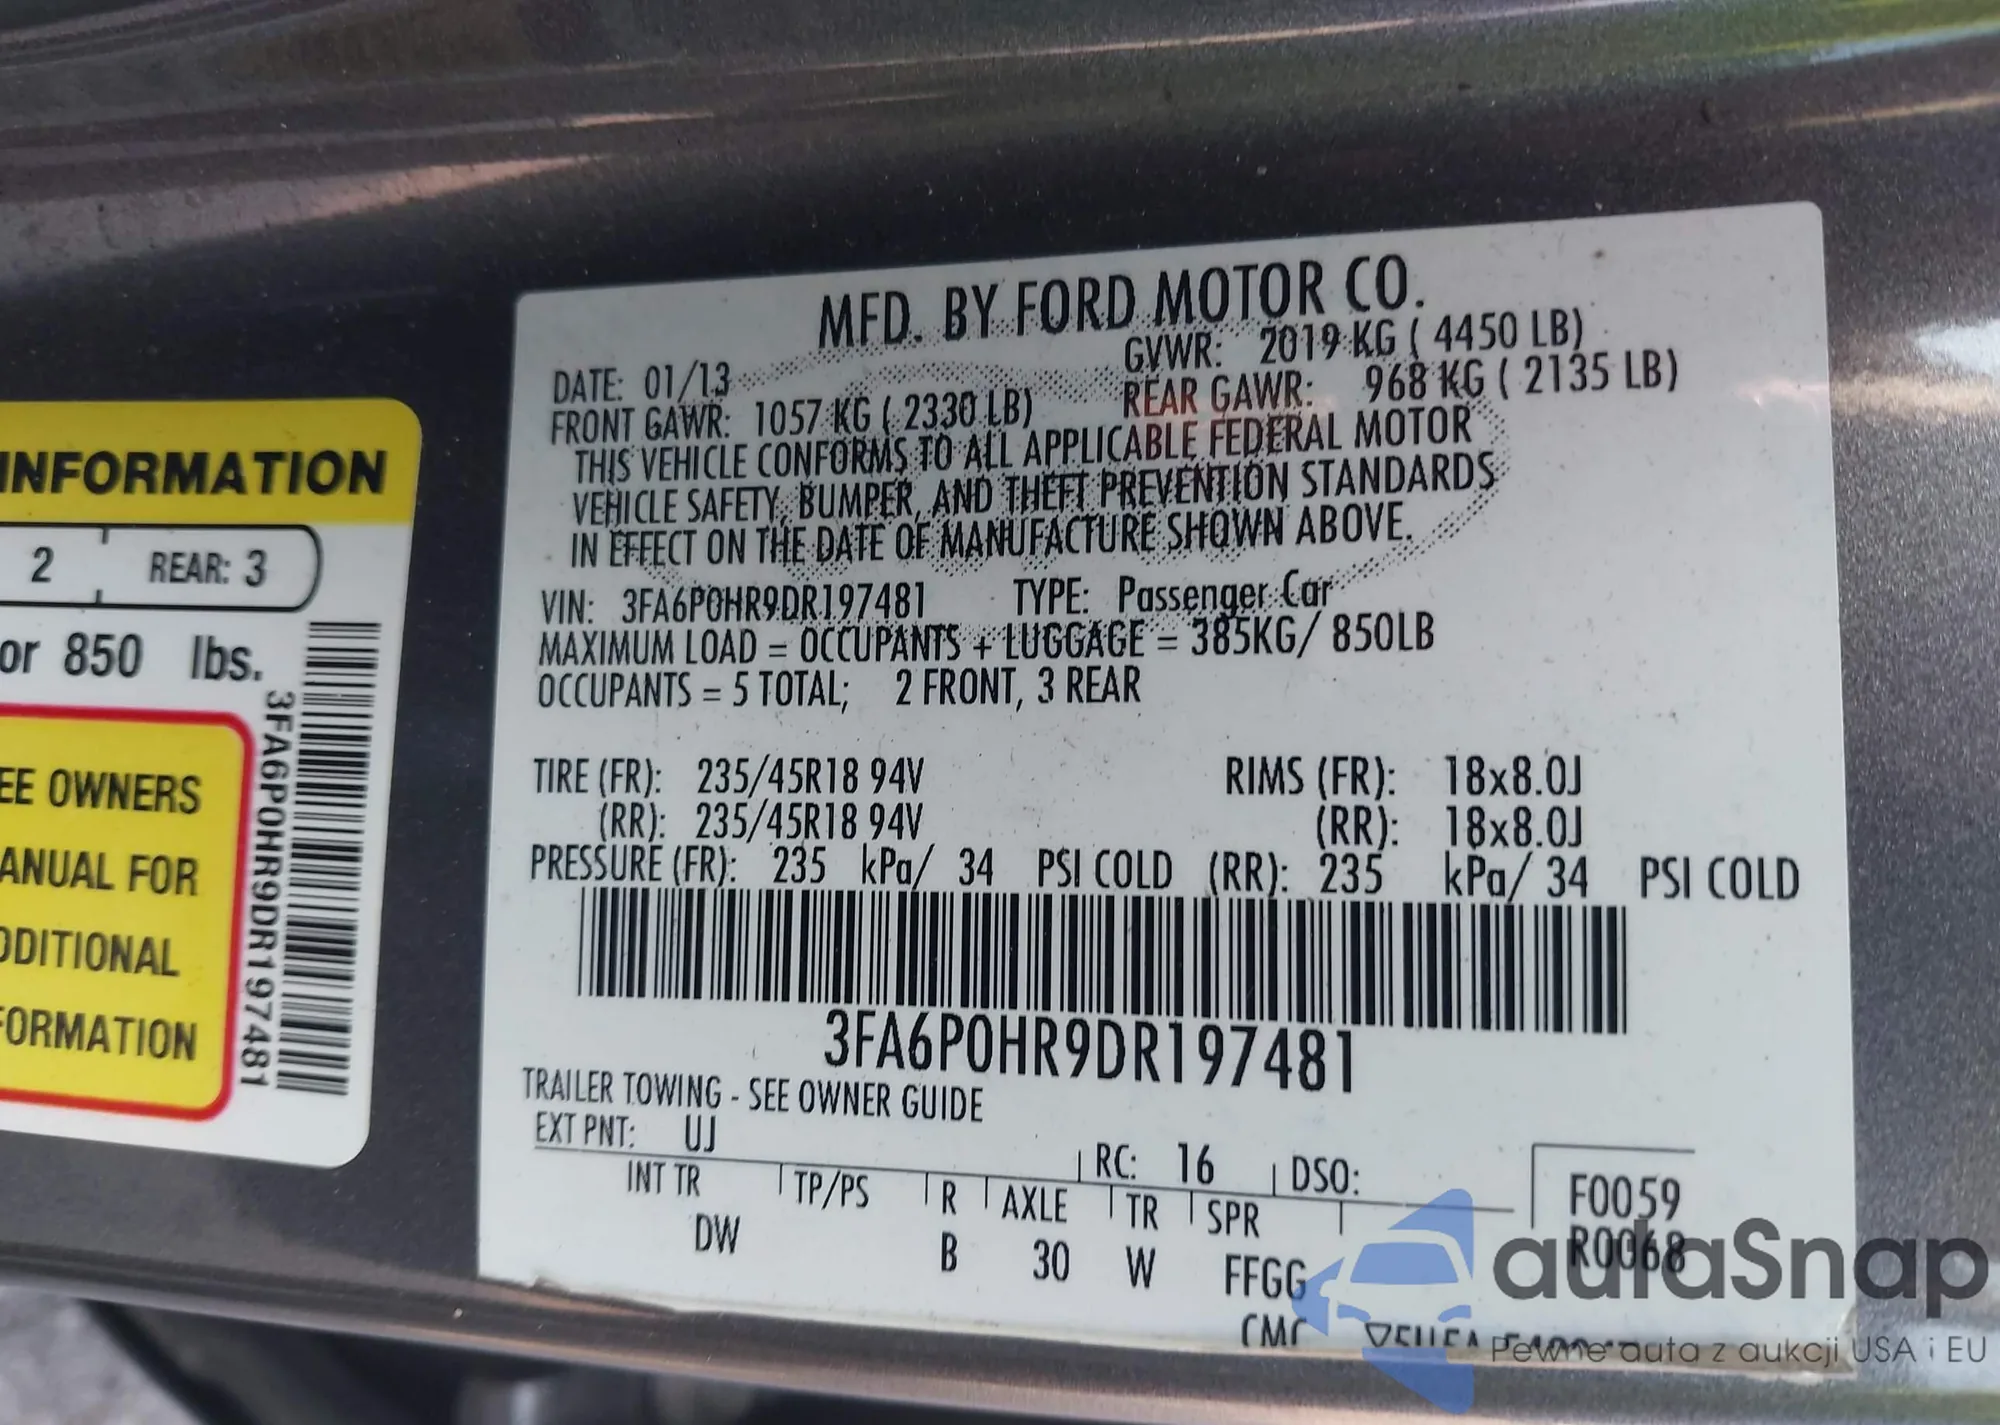 INFORMATION
2 REAR: 3
or 850 lbs.
EE OWNERS
ANUAL FOR
DDITIONAL
FORMATION
3FA6P0HR9DR197481
MFD. BY FORD MOTOR CO.
DATE: 01/13 GVWR: 2019 KG ( 4450 LB)
FRONT GAWR: 1057 KG ( 2330 LB) REAR GAWR: 968 KG ( 2135 LB)
THIS VEHICLE CONFORMS TO ALL APPLICABLE FEDERAL MOTOR
VEHICLE SAFETY, BUMPER, AND THEFT PREVENTION STANDARDS
IN EFFECT ON THE DATE OF MANUFACTURE SHOWN ABOVE.
VIN: 3FA6P0HR9DR197481 TYPE: Passenger Car
MAXIMUM LOAD = OCCUPANTS + LUGGAGE = 385KG/ 850LB
OCCUPANTS = 5 TOTAL; 2 FRONT, 3 REAR
TIRE (FR): 235/45R18 94V RIMS (FR): 18x8.0J
(RR): 235/45R18 94V (RR): 18x8.0J
PRESSURE (FR): 235 kPa/ 34 PSI COLD (RR): 235 kPa/ 34 PSI COLD
3FA6P0HR9DR197481
TRAILER TOWING - SEE OWNER GUIDE
EXT PNT: UJ RC: 16 DSO: F0059
INT TR TP/PS R AXLE TR SPR R0068
DW B 30 W FFGG
autaSnap
Pewne auta z aukcji USA i EU